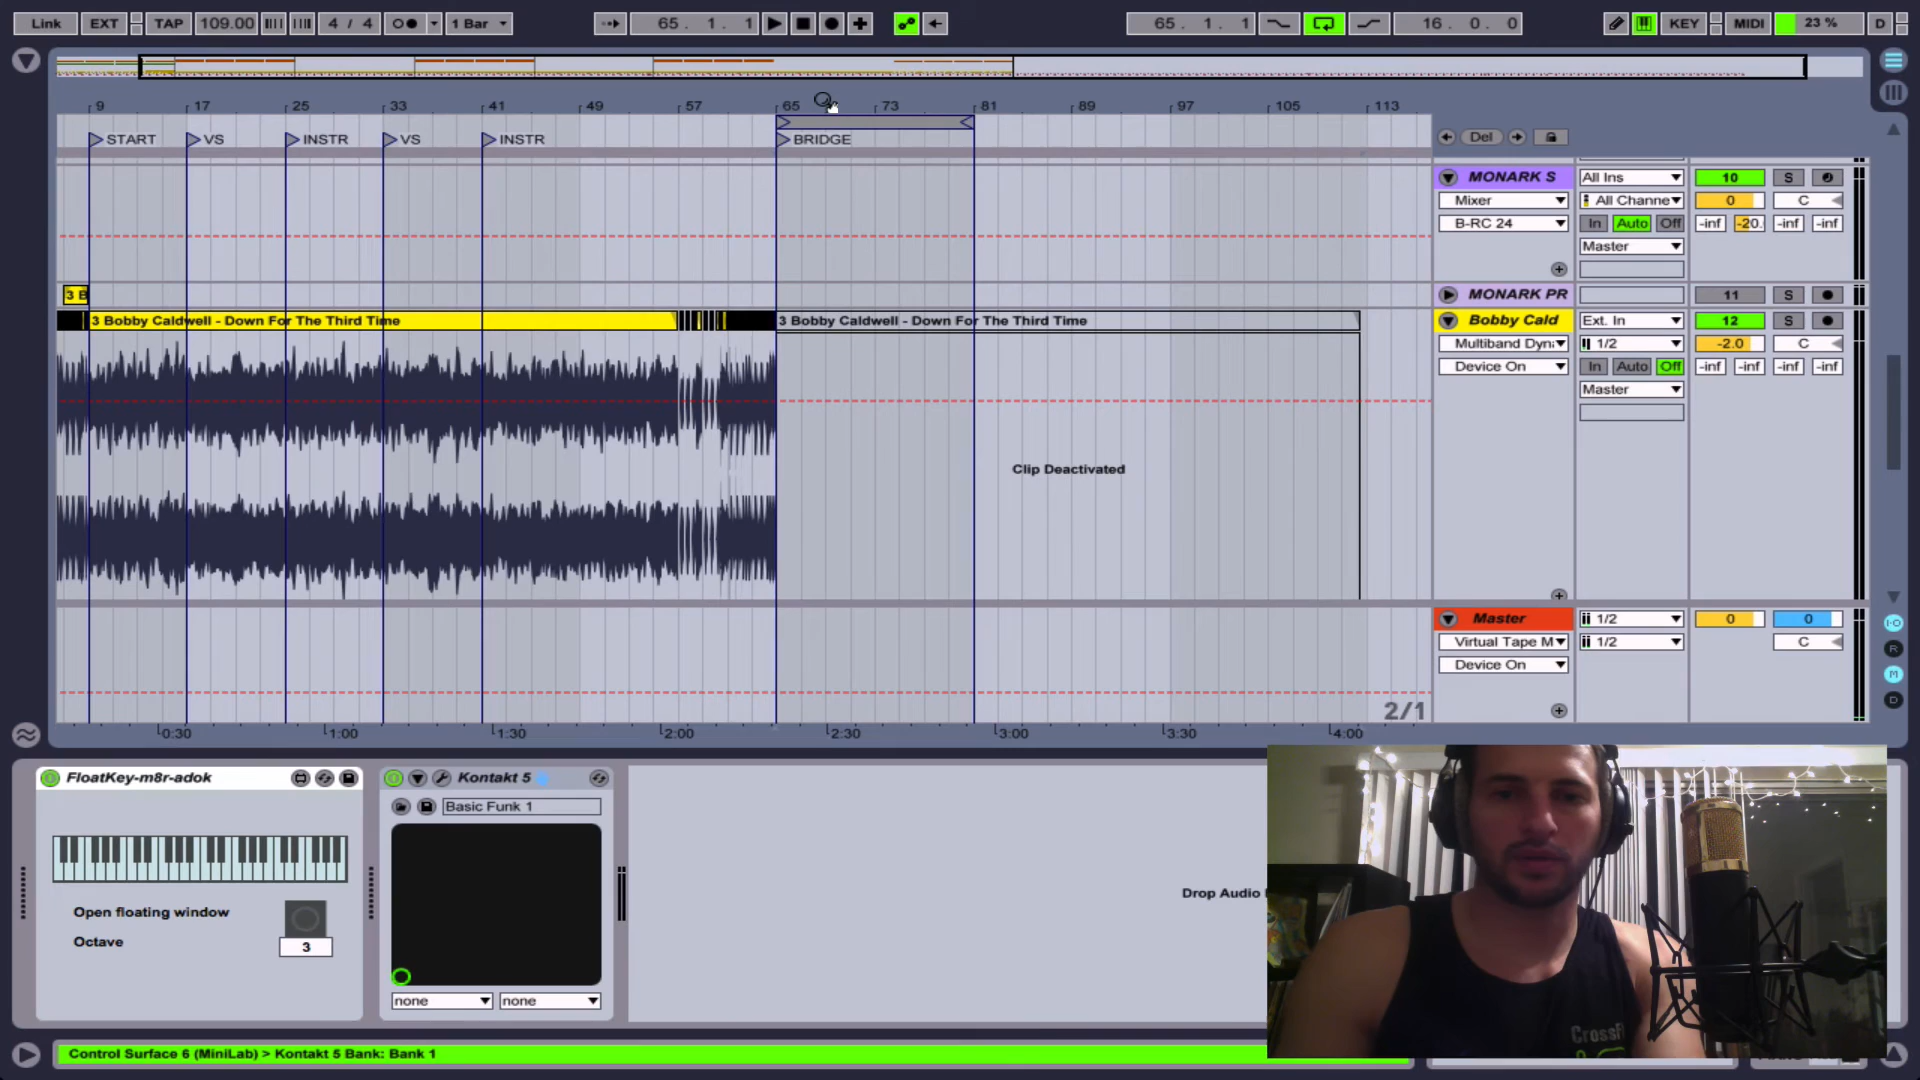 Link EXT TAP 109.00 4 / 4 1 Bar 65 . 1 . 1 65 . 1 . 1 16 . 0 . 0 KEY MIDI 23 % D
9 17 25 33 41 49 57 65 73 81 89 97 105 113
START VS INSTR VS INSTR BRIDGE Del
MONARK S All Ins 10 S
Mixer All Channe 0 C
B-RC 24 In Auto Off -inf -20. -inf -inf
Master
3 B MONARK PR 11 S
3 Bobby Caldwell - Down For The Third Time 3 Bobby Caldwell - Down For The Third Time Bobby Cald Ext. In 12 S
Multiband Dyn 1/2 -2.0 C
Device On In Auto Off -inf -inf -inf -inf
Master
Clip Deactivated
Master 1/2 0 0
Virtual Tape M 1/2 C
Device On
I·O
R
M
D
2/1
0:30 1:00 1:30 2:00 2:30 3:00 3:30 4:00
FloatKey-m8r-adok Kontakt 5
Basic Funk 1
Open floating window
Octave 3
none none
Drop Audio
CrossF
Control Surface 6 (MiniLab) > Kontakt 5 Bank: Bank 1